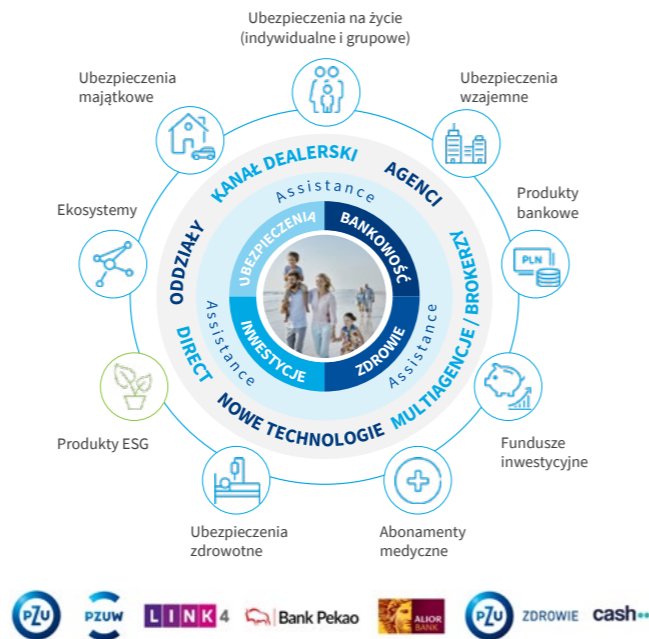 Ubezpieczenia na życie
(indywidualne i grupowe)
Ubezpieczenia
majątkowe
Ubezpieczenia
wzajemne
Ekosystemy
Produkty
bankowe
Produkty ESG
Fundusze
inwestycyjne
Ubezpieczenia
zdrowotne
Abonamenty
medyczne
KANAŁ DEALERSKI
AGENCI
MULTIAGENCJE / BROKERZY
NOWE TECHNOLOGIE
DIRECT
ODDZIAŁY
Assistance
Assistance
Assistance
UBEZPIECZENIA
BANKOWOŚĆ
ZDROWIE
INWESTYCJE
PLN
PZU
PZUW
LINK4
Bank Pekao
ALIOR
BANK
PZU
ZDROWIE
cash